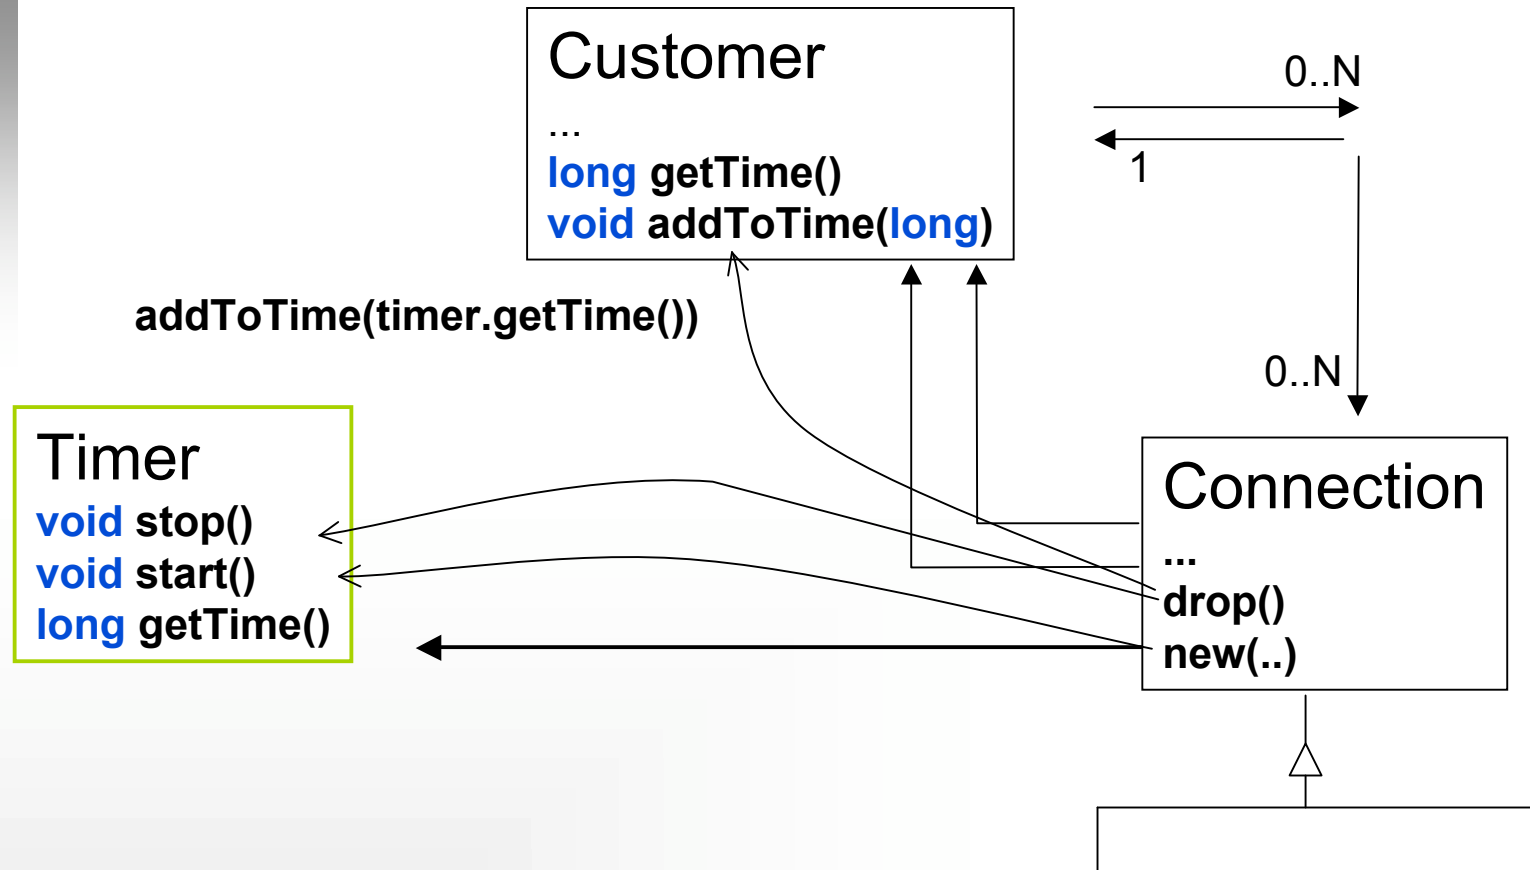 Customer
...
long getTime()
void addToTime(long)
0..N
1
addToTime(timer.getTime())
0..N
Timer
void stop()
void start()
long getTime()
Connection
...
drop()
new(..)